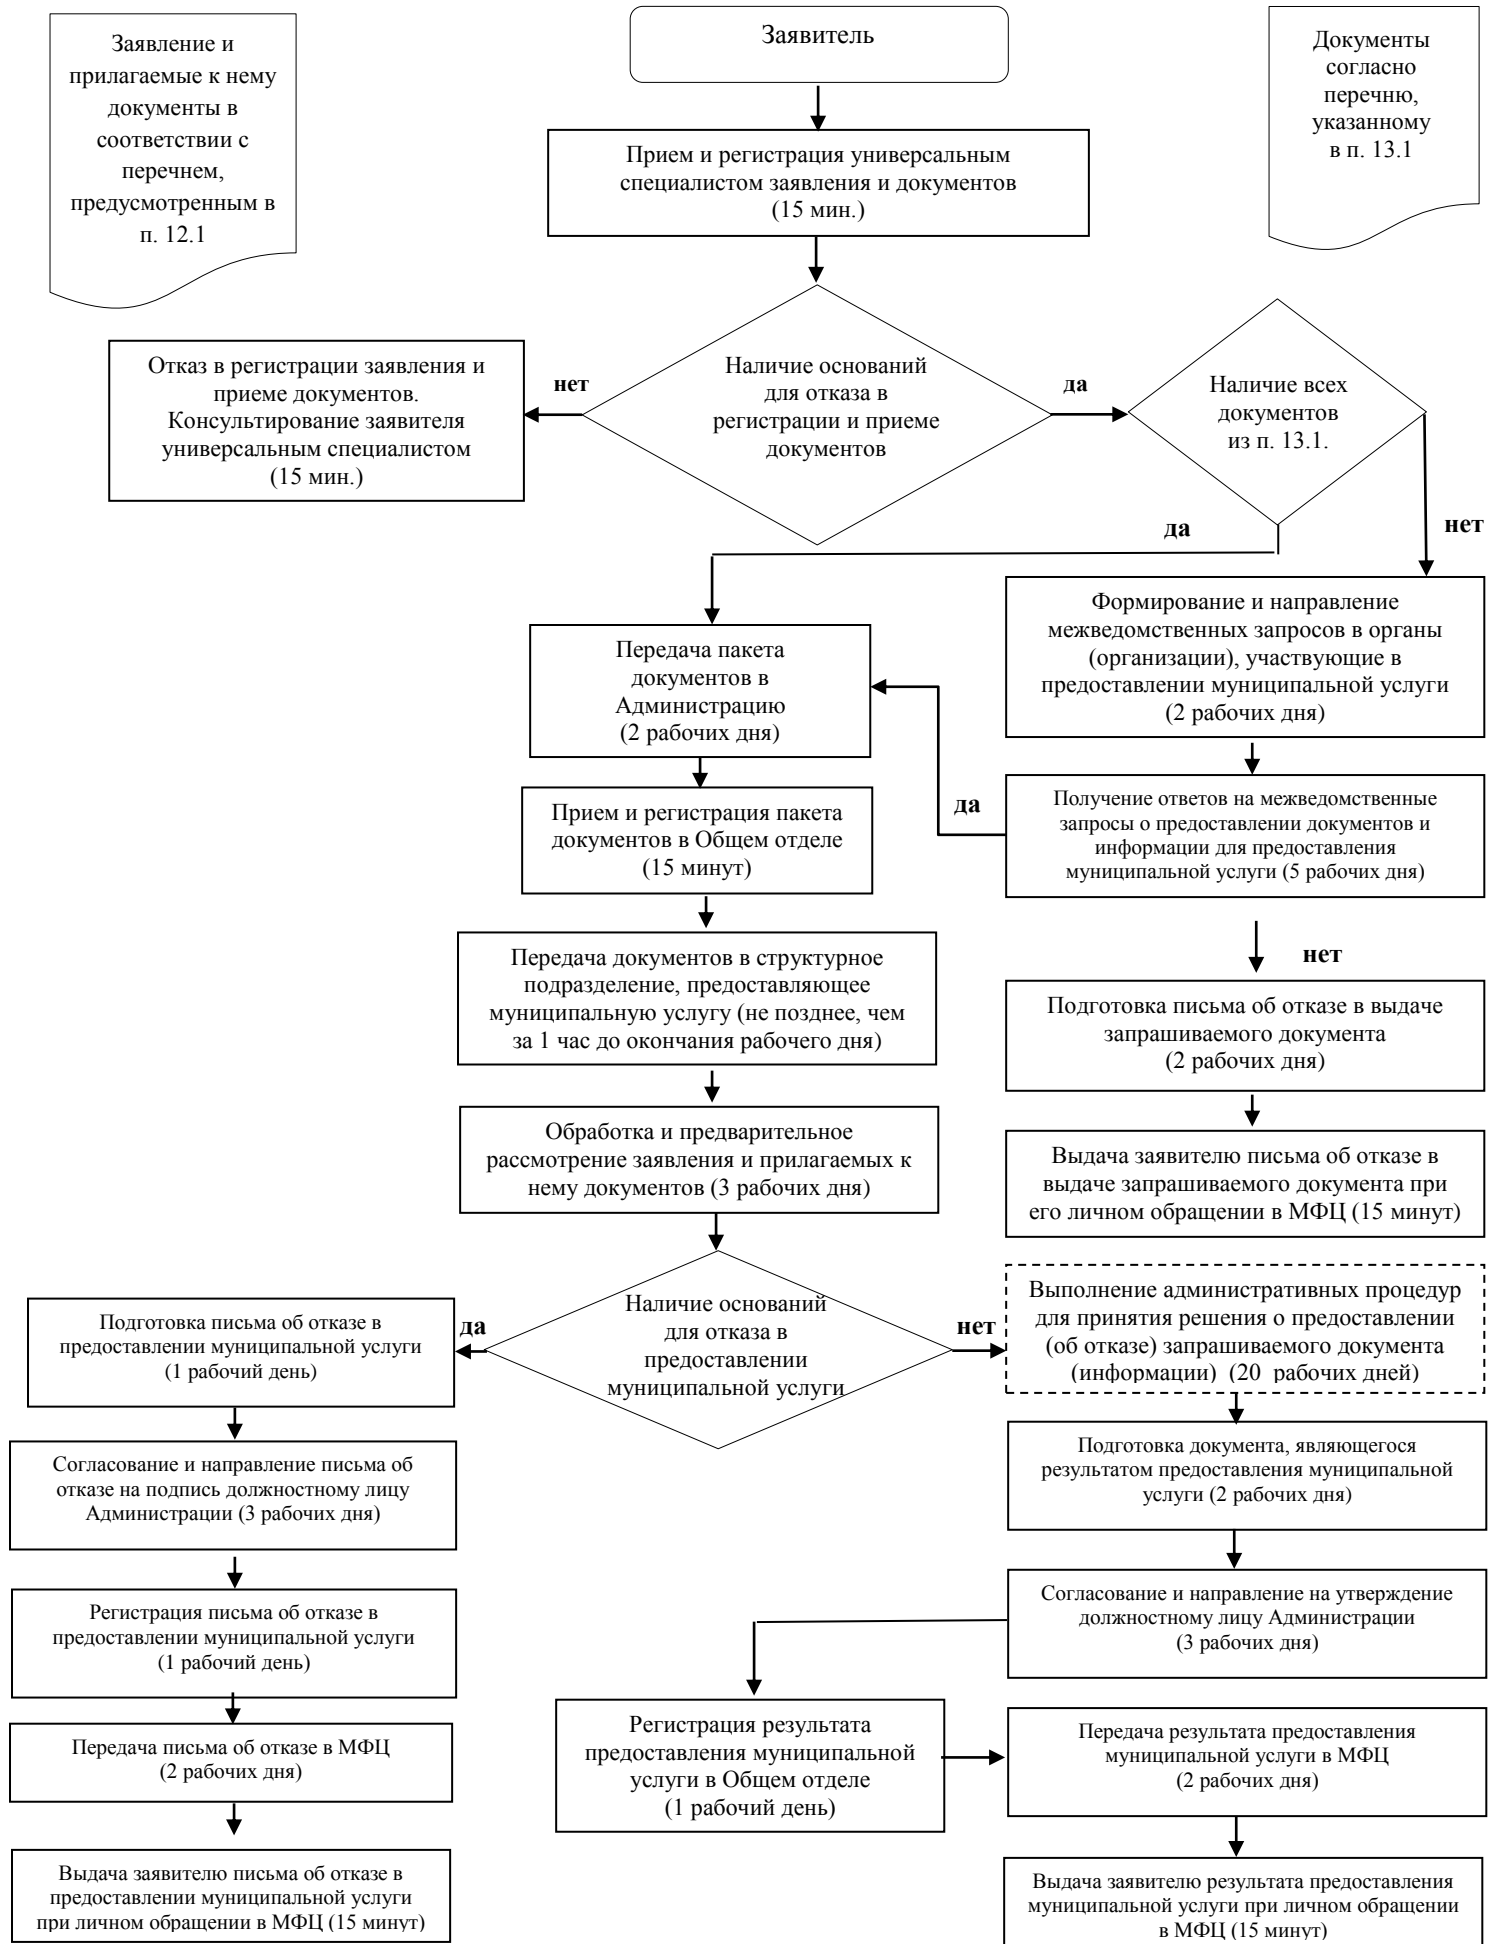 Заявление и
прилагаемые к нему
документы в
соответствии с
перечнем,
предусмотренным в
п. 12.1
Заявитель
Документы
согласно
перечню,
указанному
в п. 13.1
Прием и регистрация универсальным
специалистом заявления и документов
(15 мин.)
Отказ в регистрации заявления и
приеме документов.
Консультирование заявителя
универсальным специалистом
(15 мин.)
нет
Наличие оснований
для отказа в
регистрации и приеме
документов
да
Наличие всех
документов
из п. 13.1.
да
нет
Передача пакета
документов в
Администрацию
(2 рабочих дня)
Формирование и направление
межведомственных запросов в органы
(организации), участвующие в
предоставлении муниципальной услуги
(2 рабочих дня)
Прием и регистрация пакета
документов в Общем отделе
(15 минут)
да
Получение ответов на межведомственные
запросы о предоставлении документов и
информации для предоставления
муниципальной услуги (5 рабочих дня)
Передача документов в структурное
подразделение, предоставляющее
муниципальную услугу (не позднее, чем
за 1 час до окончания рабочего дня)
нет
Подготовка письма об отказе в выдаче
запрашиваемого документа
(2 рабочих дня)
Обработка и предварительное
рассмотрение заявления и прилагаемых к
нему документов (3 рабочих дня)
Выдача заявителю письма об отказе в
выдаче запрашиваемого документа при
его личном обращении в МФЦ (15 минут)
Подготовка письма об отказе в
предоставлении муниципальной услуги
(1 рабочий день)
да
Наличие оснований
для отказа в
предоставлении
муниципальной услуги
нет
Выполнение административных процедур
для принятия решения о предоставлении
(об отказе) запрашиваемого документа
(информации) (20 рабочих дней)
Согласование и направление письма об
отказе на подпись должностному лицу
Администрации (3 рабочих дня)
Подготовка документа, являющегося
результатом предоставления муниципальной
услуги (2 рабочих дня)
Регистрация письма об отказе в
предоставлении муниципальной услуги
(1 рабочий день)
Согласование и направление на утверждение
должностному лицу Администрации
(3 рабочих дня)
Передача письма об отказе в МФЦ
(2 рабочих дня)
Регистрация результата
предоставления муниципальной
услуги в Общем отделе
(1 рабочий день)
Передача результата предоставления
муниципальной услуги в МФЦ
(2 рабочих дня)
Выдача заявителю письма об отказе в
предоставлении муниципальной услуги
при личном обращении в МФЦ (15 минут)
Выдача заявителю результата предоставления
муниципальной услуги при личном обращении
в МФЦ (15 минут)